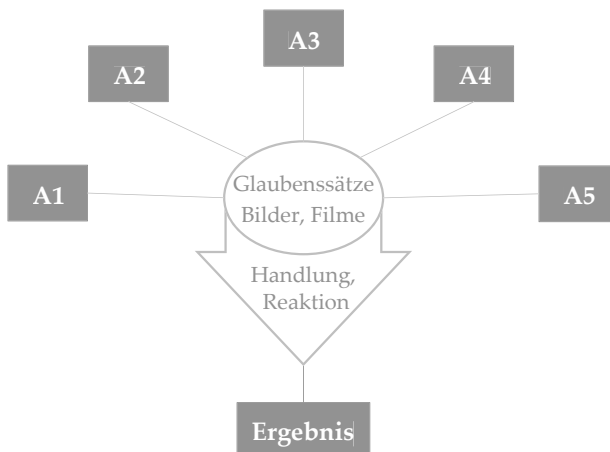 A3
A2
A4
A1
Glaubenssätze
Bilder, Filme
A5
Handlung,
Reaktion
Ergebnis